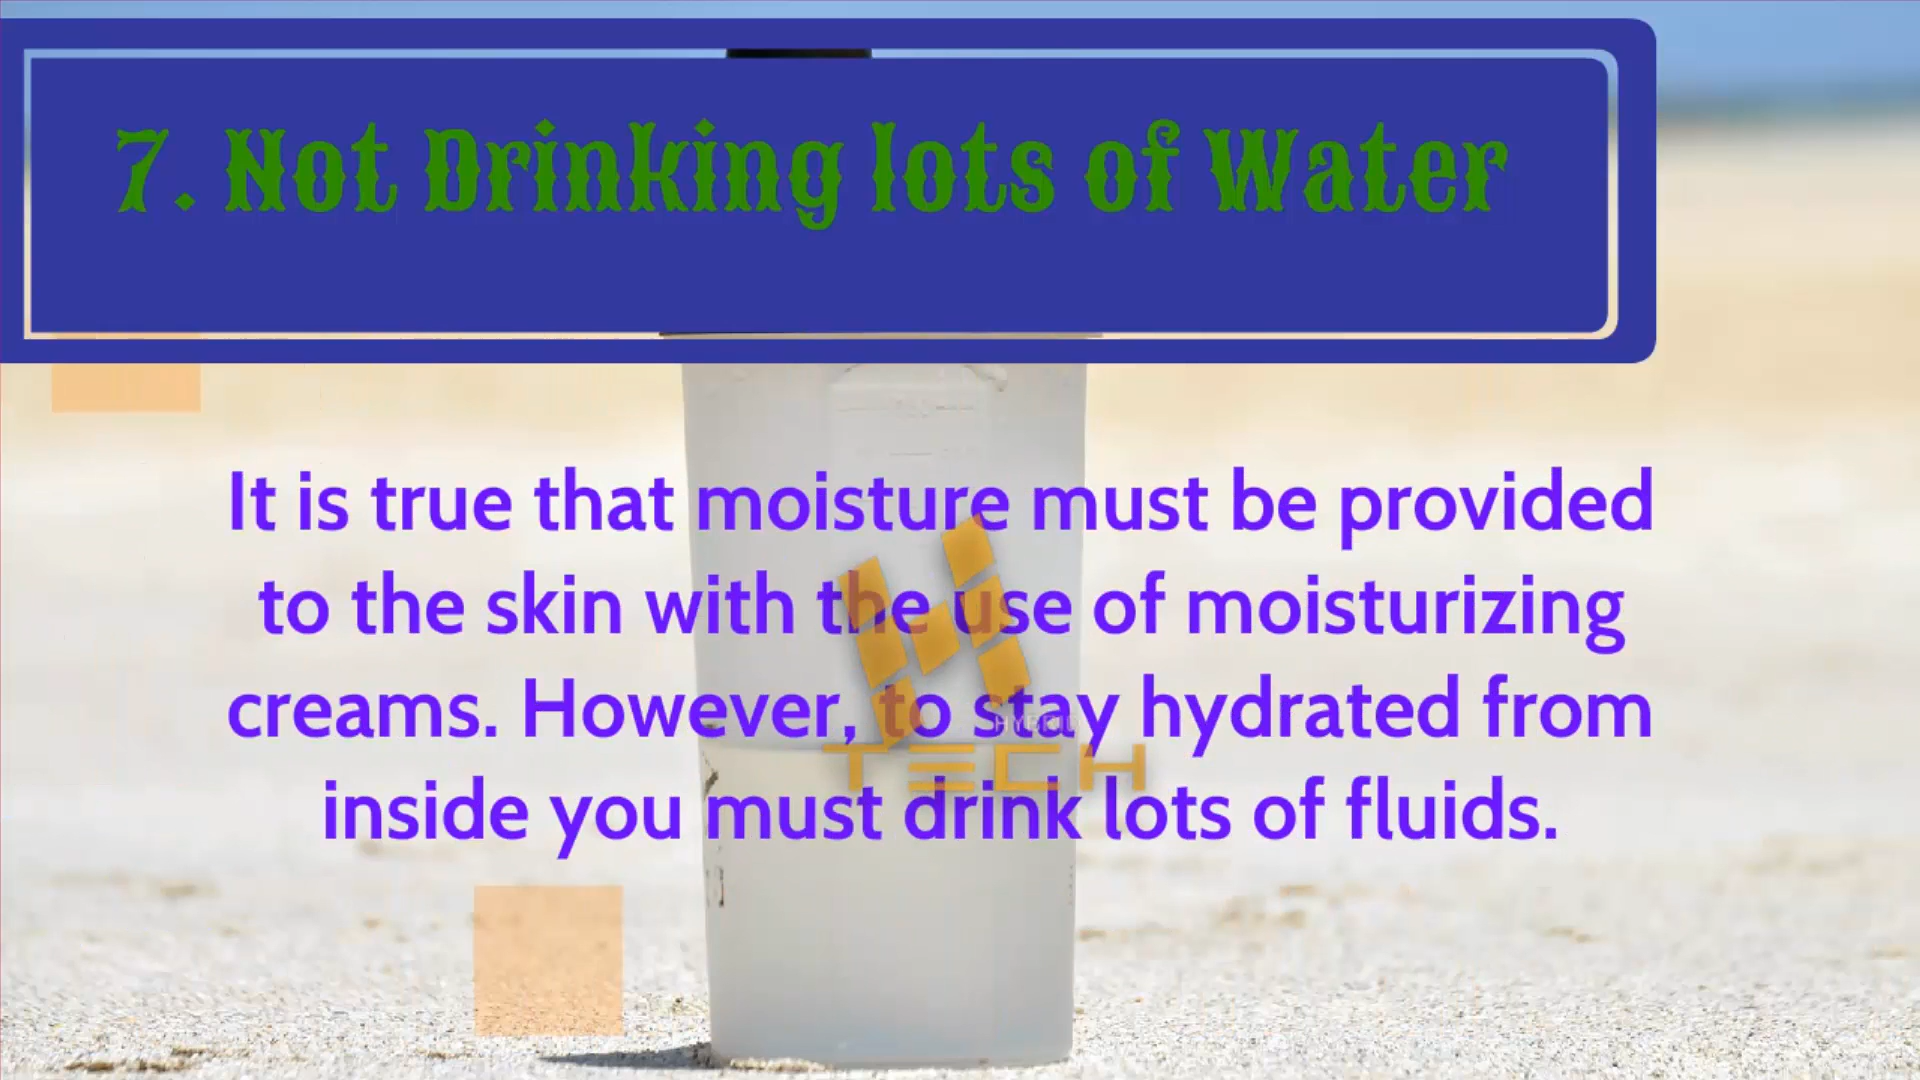 7. Not Drinking lots of Water
It is true that moisture must be provided
to the skin with the use of moisturizing
creams. However, to stay hydrated from
inside you must drink lots of fluids.
HYBRID
TECH